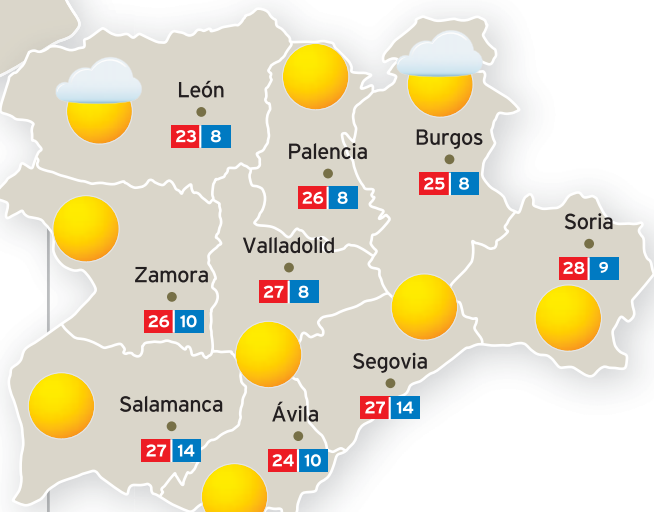 León
23 8
Palencia
26 8
Burgos
25 8
Soria
28 9
Valladolid
27 8
Zamora
26 10
Segovia
27 14
Salamanca
27 14
Ávila
24 10